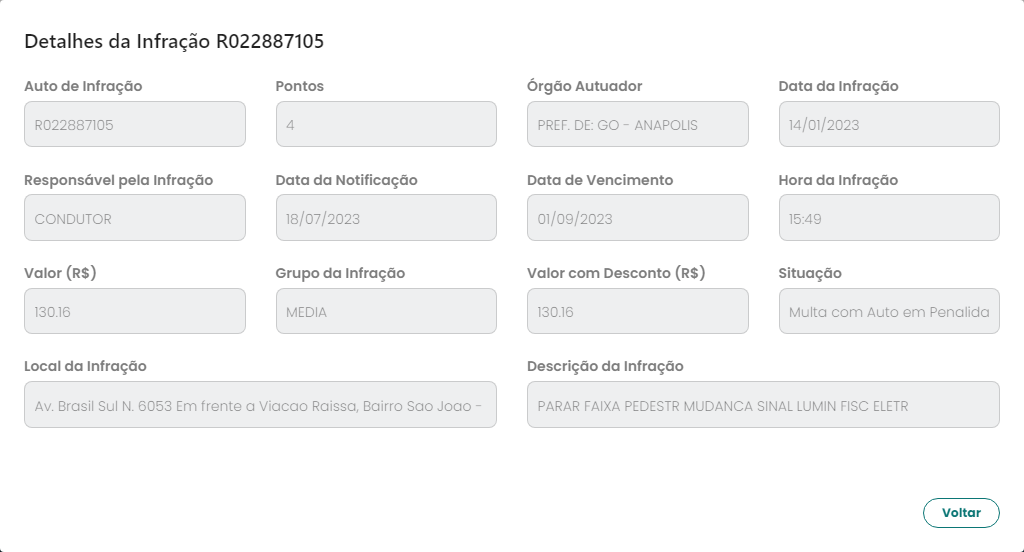 Detalhes da Infração R022887105
Auto de Infração
R022887105
Pontos
4
Órgão Autuador
PREF. DE: GO - ANAPOLIS
Data da Infração
14/01/2023
Responsável pela Infração
CONDUTOR
Data da Notificação
18/07/2023
Data de Vencimento
01/09/2023
Hora da Infração
15:49
Valor (R$)
130.16
Grupo da Infração
MEDIA
Valor com Desconto (R$)
130.16
Situação
Multa com Auto em Penalida
Local da Infração
Av. Brasil Sul N. 6053 Em frente a Viacao Raissa, Bairro Sao Joao -
Descrição da Infração
PARAR FAIXA PEDESTR MUDANCA SINAL LUMIN FISC ELETR
Voltar